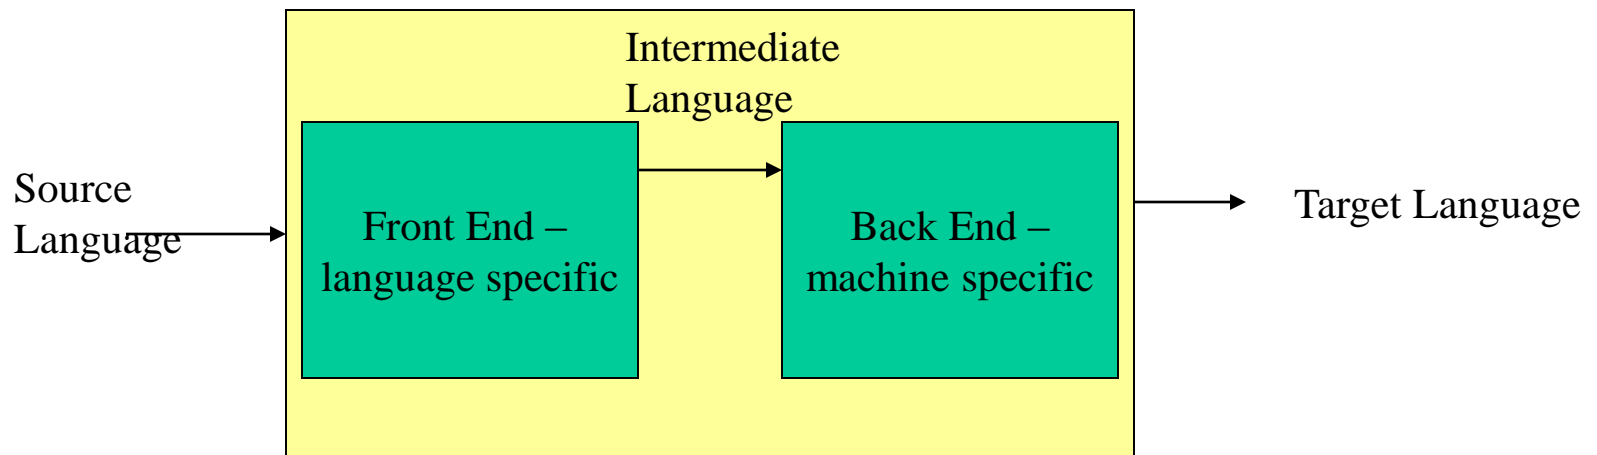 Intermediate
Language
Source
Language
Front End –
language specific
Back End –
machine specific
Target Language